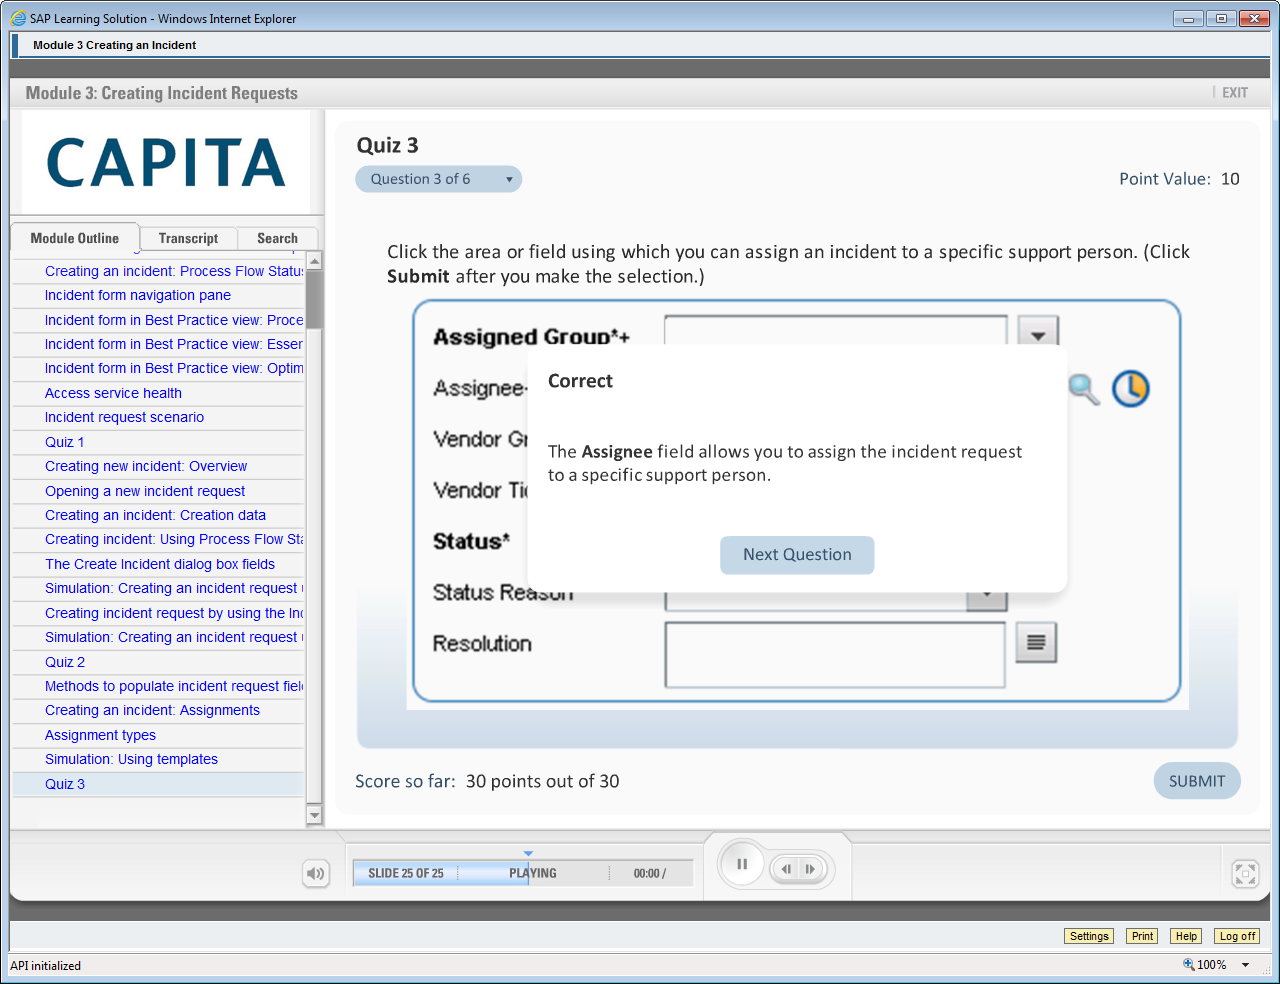 SAP Learning Solution - Windows Internet Explorer
Module 3 Creating an Incident
Module 3: Creating Incident Requests
EXIT
CAPITA
Module Outline
Transcript
Search
Creating an incident: Process Flow Status
Incident form navigation pane
Incident form in Best Practice view: Proce
Incident form in Best Practice view: Essen
Incident form in Best Practice view: Optim
Access service health
Incident request scenario
Quiz 1
Creating new incident: Overview
Opening a new incident request
Creating an incident: Creation data
Creating incident: Using Process Flow Sta
The Create Incident dialog box fields
Simulation: Creating an incident request u
Creating incident request by using the Inc
Simulation: Creating an incident request u
Quiz 2
Methods to populate incident request field
Creating an incident: Assignments
Assignment types
Simulation: Using templates
Quiz 3
Quiz 3
Question 3 of 6
Point Value: 10
Click the area or field using which you can assign an incident to a specific support person. (Click
Submit after you make the selection.)
Assigned Group*+
Assignee
Vendor Gr
Vendor Tic
Status*
Status Reason
Resolution
Correct
The Assignee field allows you to assign the incident request
to a specific support person.
Next Question
Score so far: 30 points out of 30
SUBMIT
SLIDE 25 OF 25
PLAYING
00:00 /
Settings
Print
Help
Log off
API initialized
100%